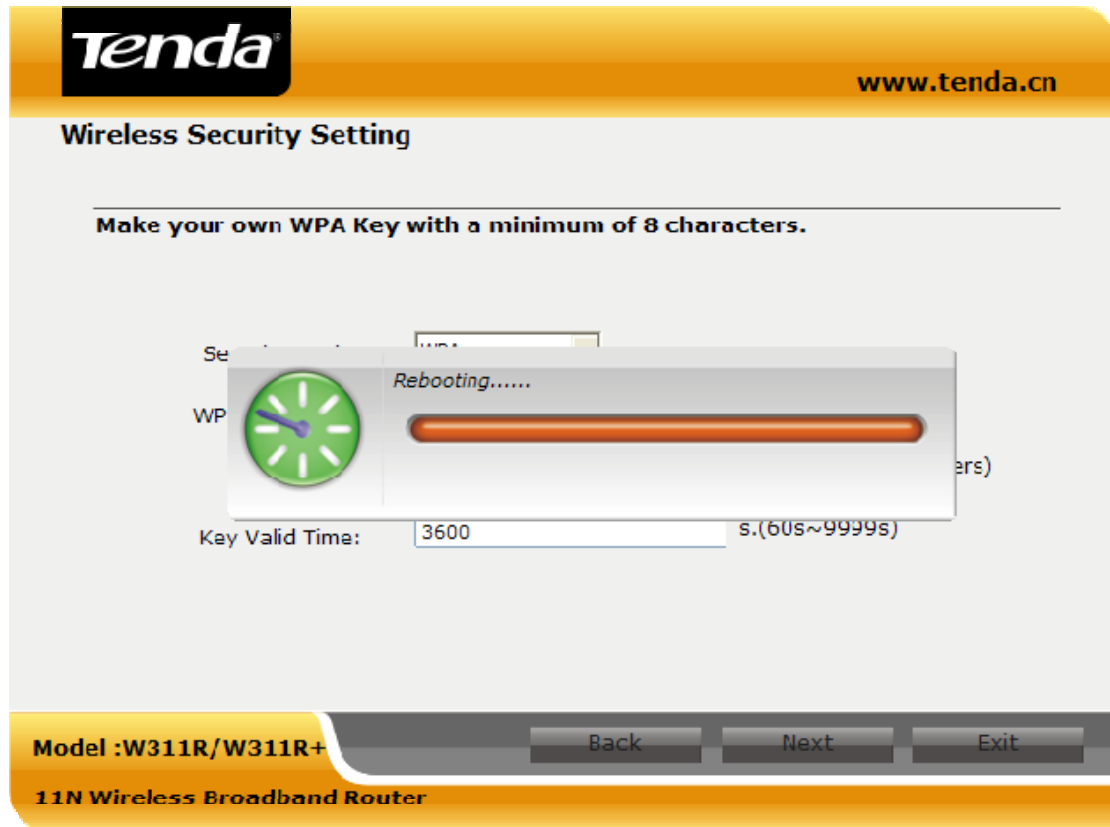 Tenda®
www.tenda.cn
Wireless Security Setting
Make your own WPA Key with a minimum of 8 characters.
Rebooting......
Key Valid Time: 3600 s.(60s~9999s)
Model :W311R/W311R+
Back Next Exit
11N Wireless Broadband Router